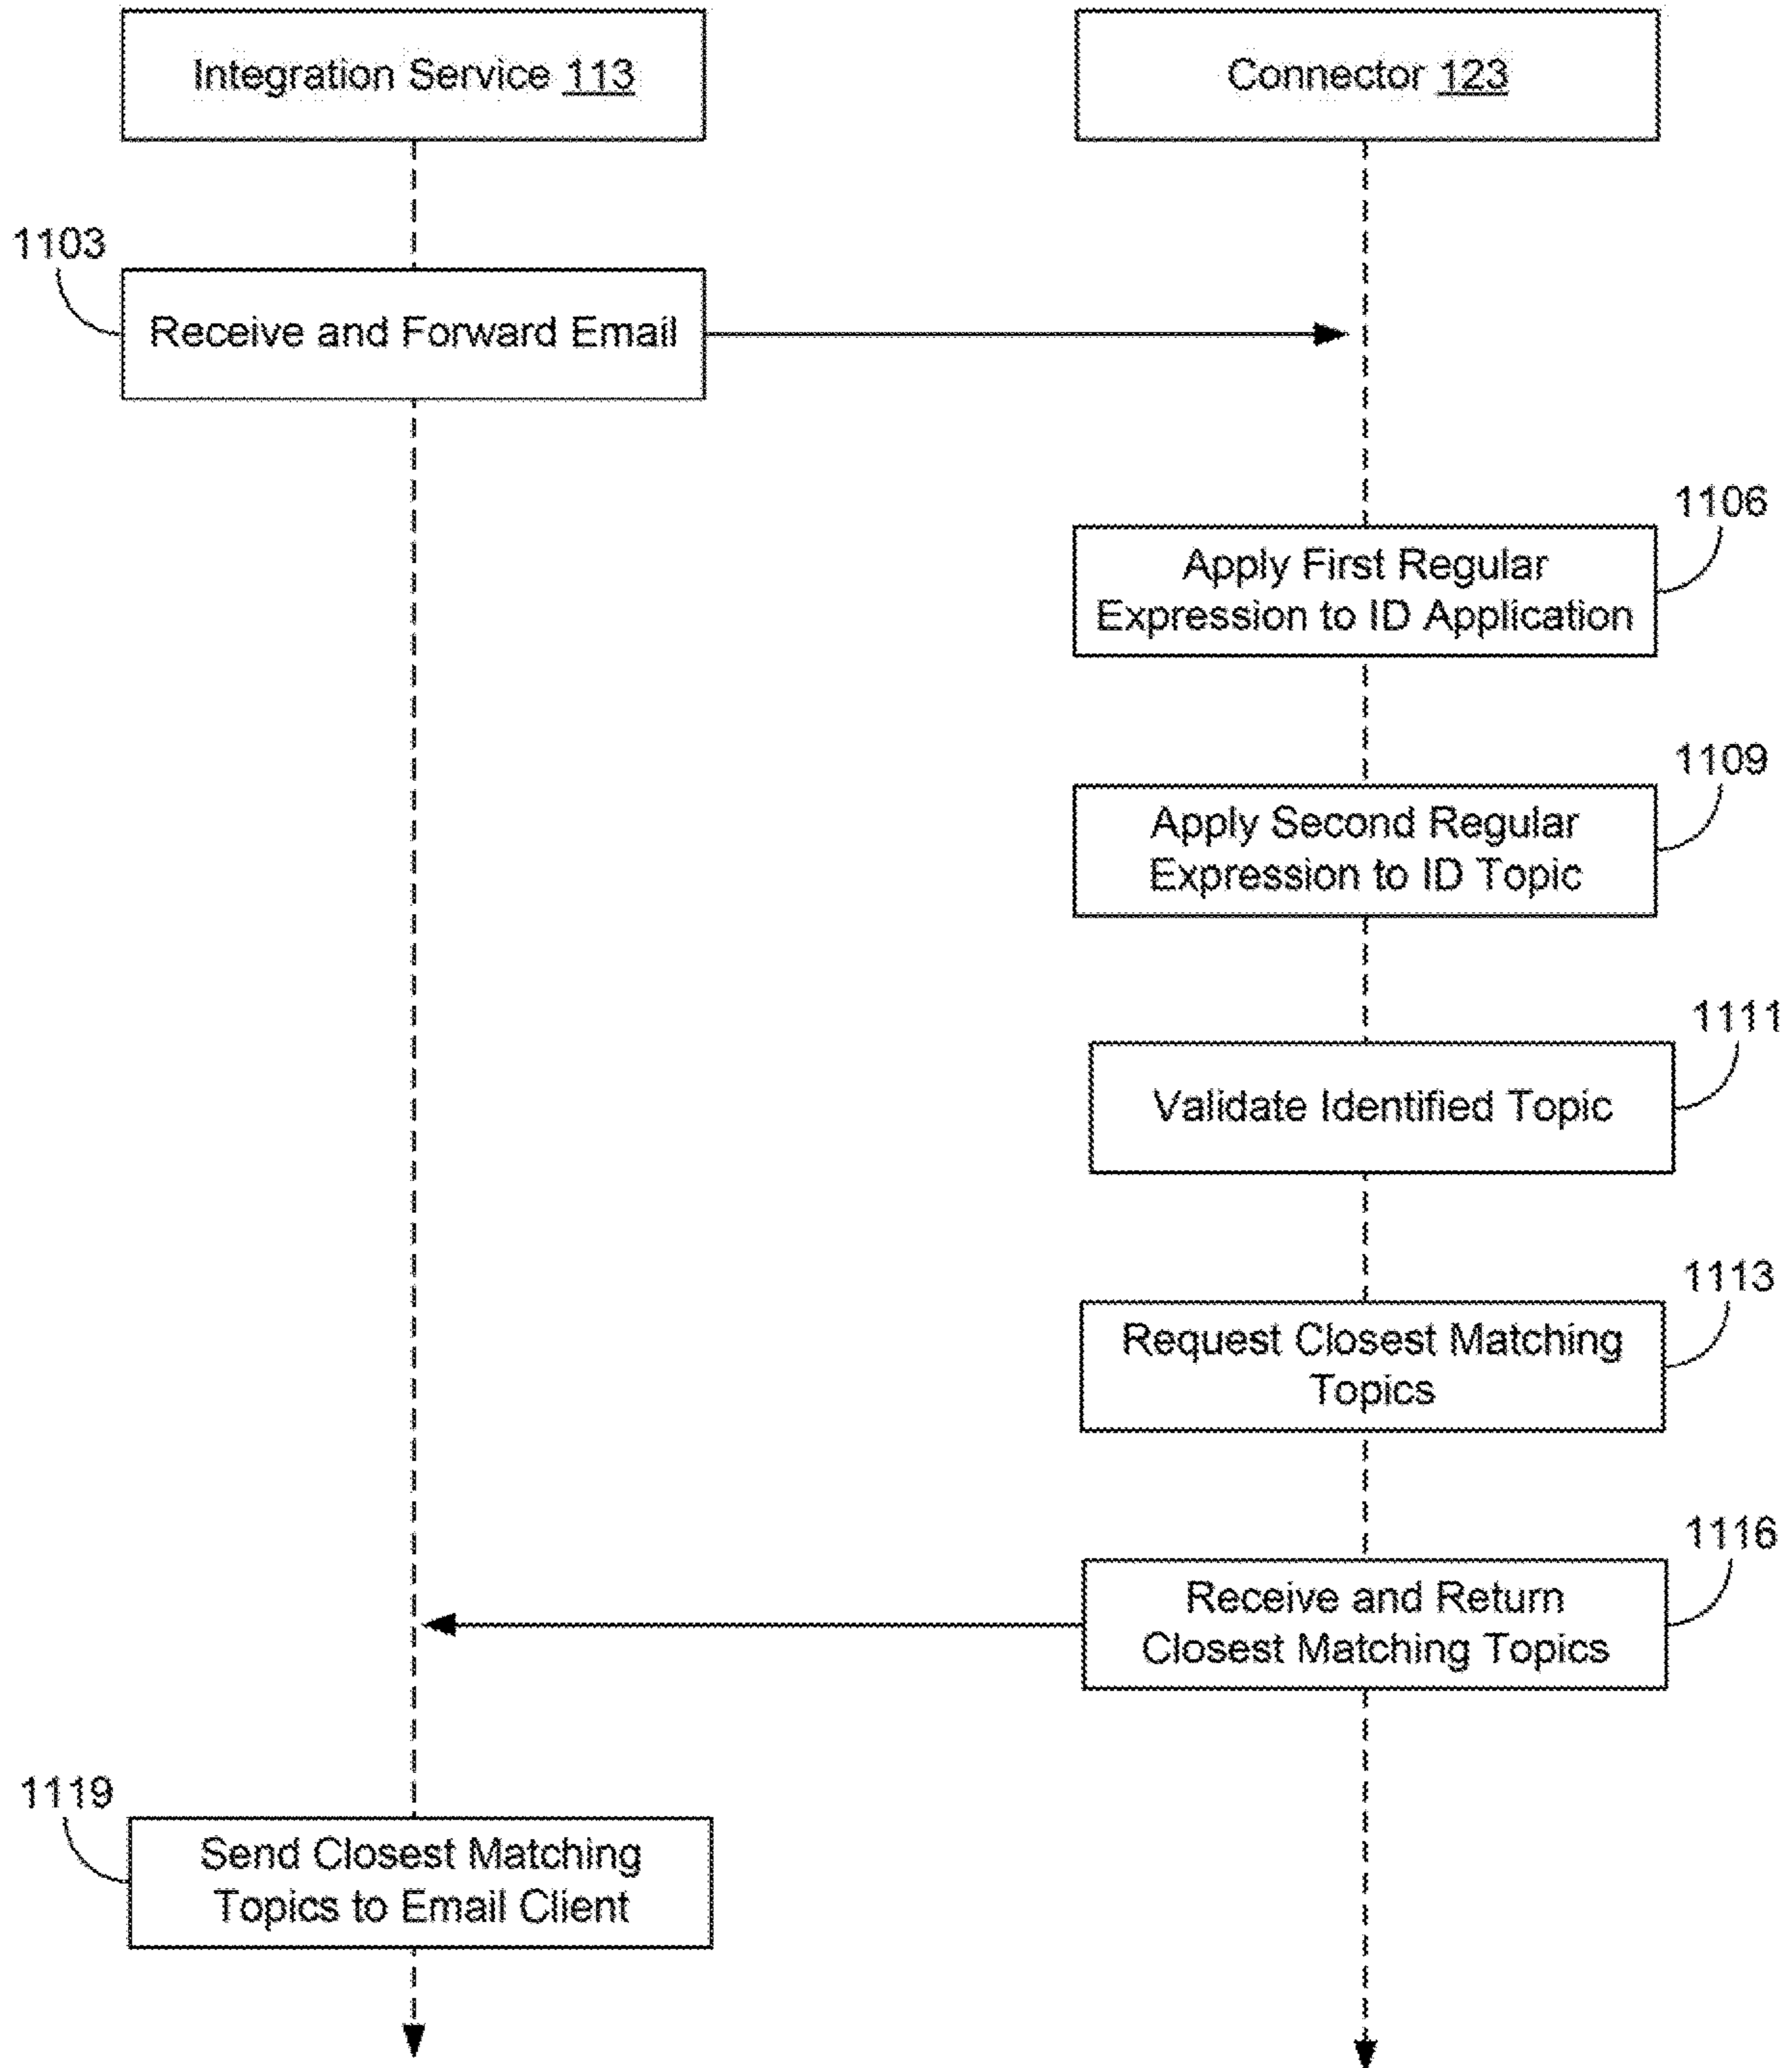 Integration Service 113
Connector 123
1103
Receive and Forward Email
1106
Apply First Regular
Expression to ID Application
1109
Apply Second Regular
Expression to ID Topic
1111
Validate Identified Topic
1113
Request Closest Matching
Topics
1116
Receive and Return
Closest Matching Topics
1119
Send Closest Matching
Topics to Email Client